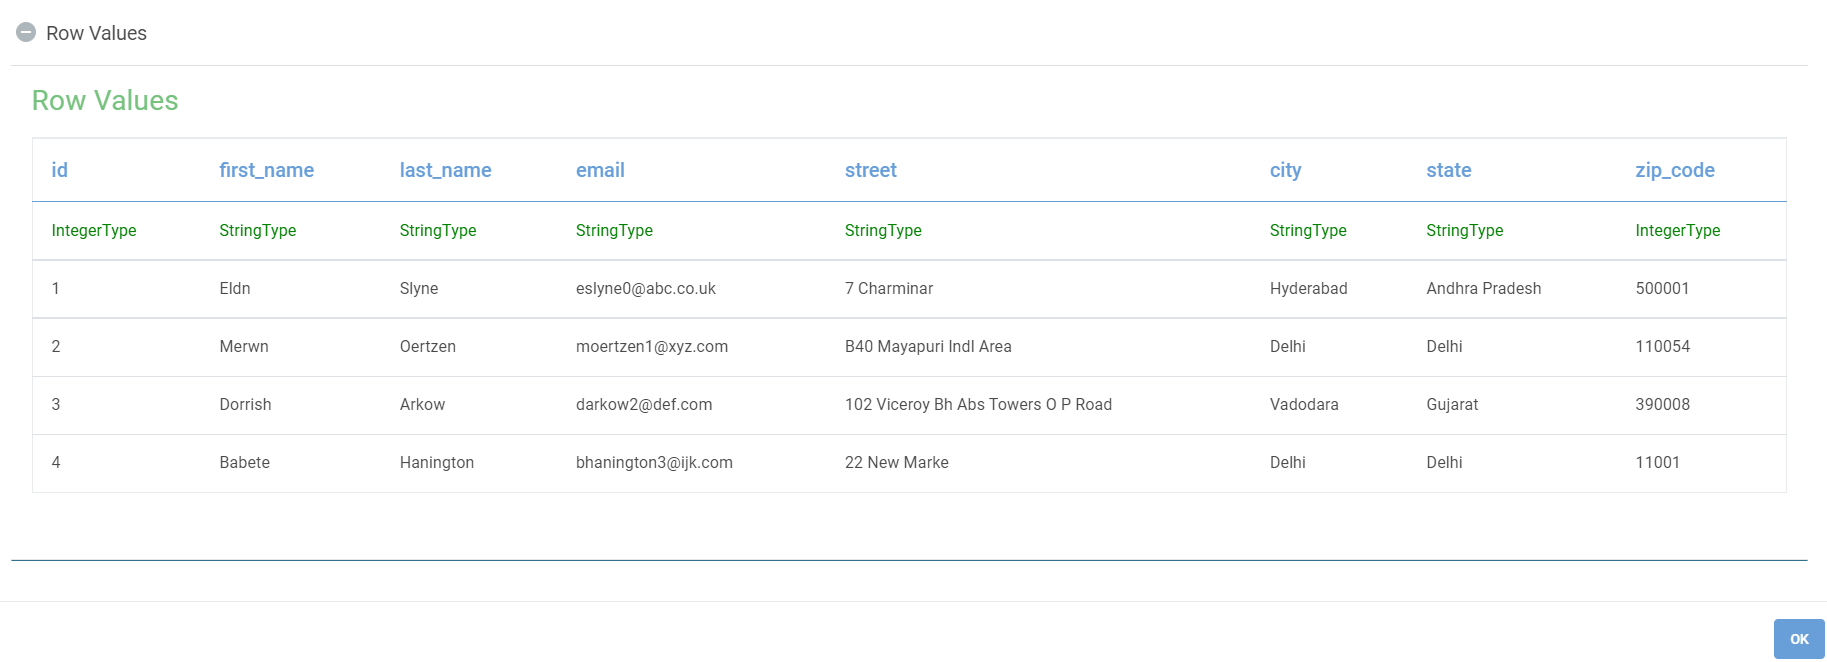 Row Values
Row Values
id first_name last_name email street city state zip_code
IntegerType StringType StringType StringType StringType StringType StringType IntegerType
1 Eldn Slyne eslyne0@abc.co.uk 7 Charminar Hyderabad Andhra Pradesh 500001
2 Merwn Oertzen moertzen1@xyz.com B40 Mayapuri Indl Area Delhi Delhi 110054
3 Dorrish Arkow darkow2@def.com 102 Viceroy Bh Abs Towers O P Road Vadodara Gujarat 390008
4 Babete Hanington bhanington3@ijk.com 22 New Marke Delhi Delhi 11001
OK